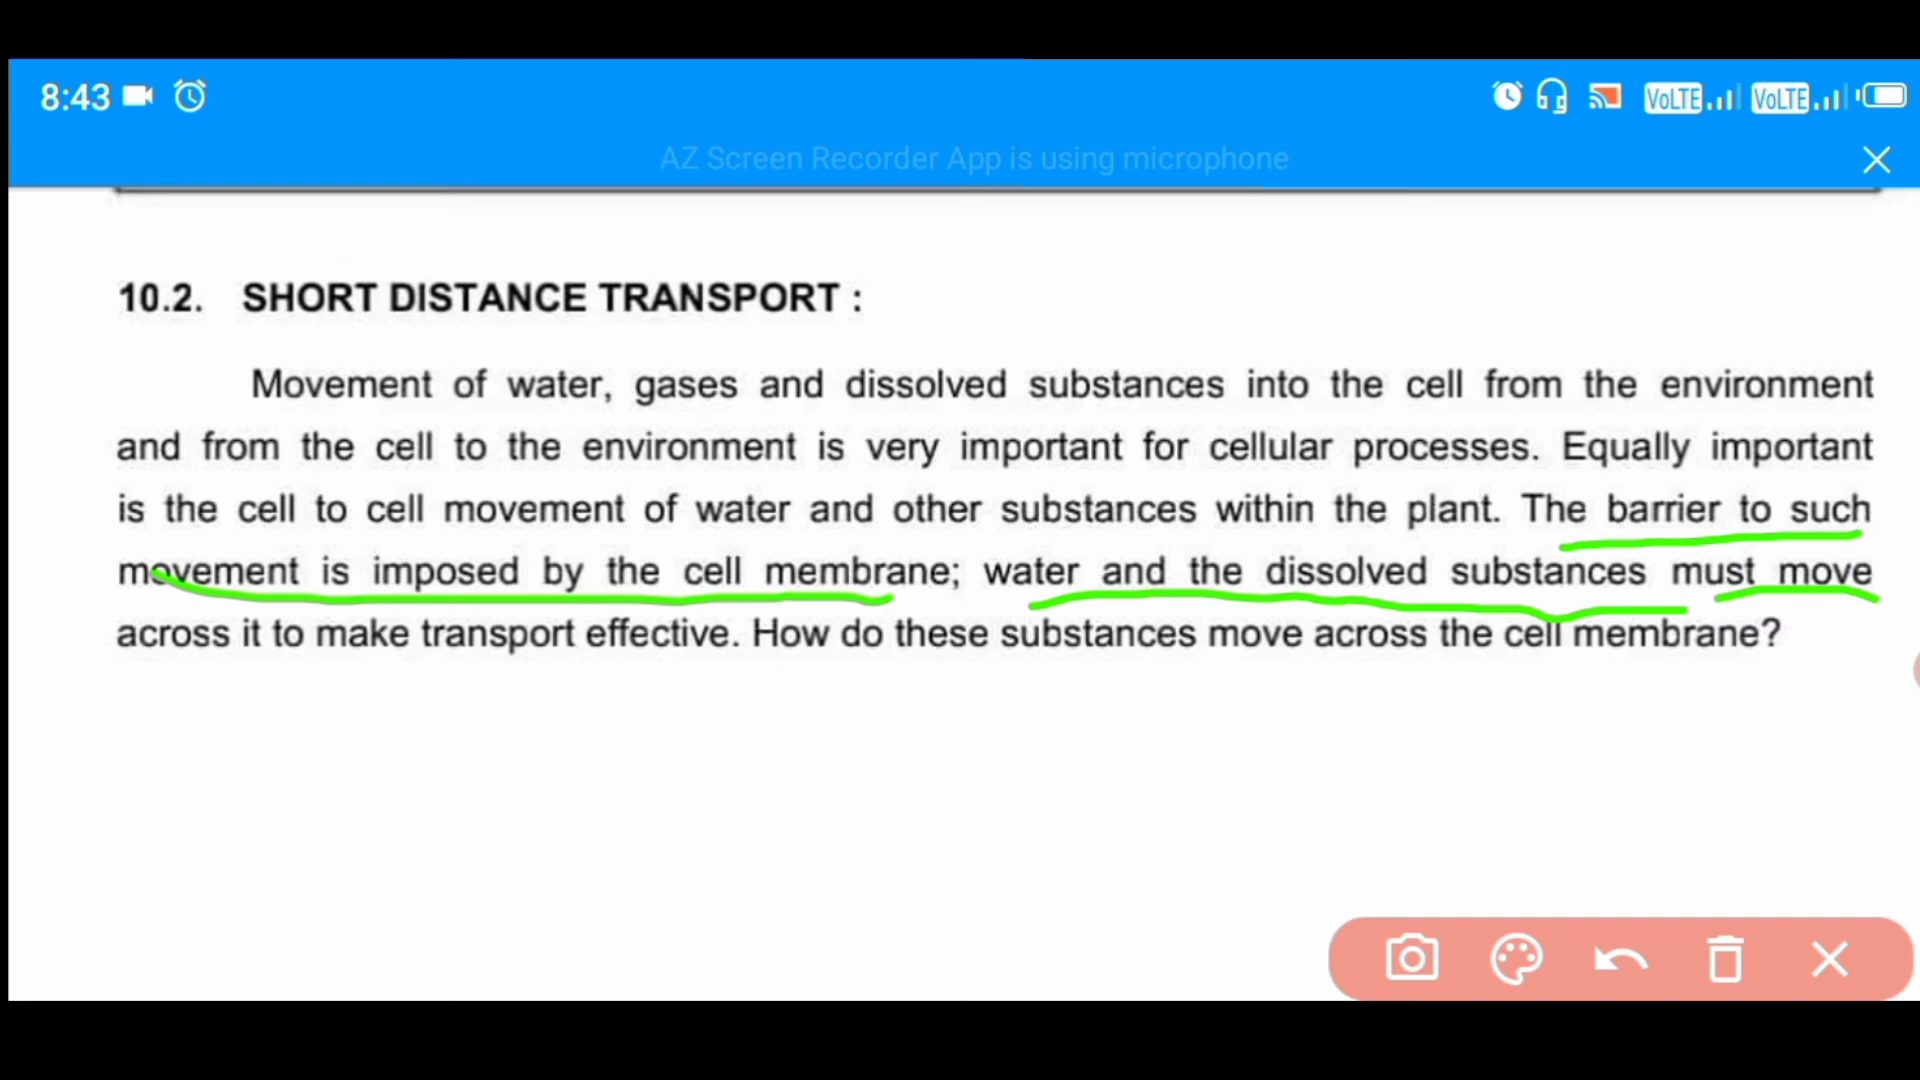 8:43 VoLTE VoLTE
AZ Screen Recorder App is using microphone
10.2. SHORT DISTANCE TRANSPORT :
Movement of water, gases and dissolved substances into the cell from the environment
and from the cell to the environment is very important for cellular processes. Equally important
is the cell to cell movement of water and other substances within the plant. The barrier to such
movement is imposed by the cell membrane; water and the dissolved substances must move
across it to make transport effective. How do these substances move across the cell membrane?